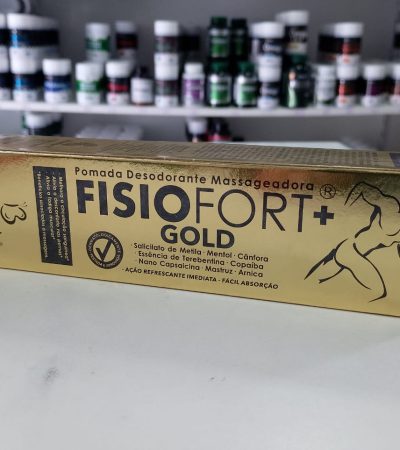 Pomada Desodorante Massageadora
FISIOFORT+®
GOLD
Salicilato de Metila · Mentol · Cânfora
Essência de Terebentina · Copaíba
Nano Capsaicina · Mastruz · Arnica
· AÇÃO REFRESCANTE IMEDIATA · FÁCIL ABSORÇÃO